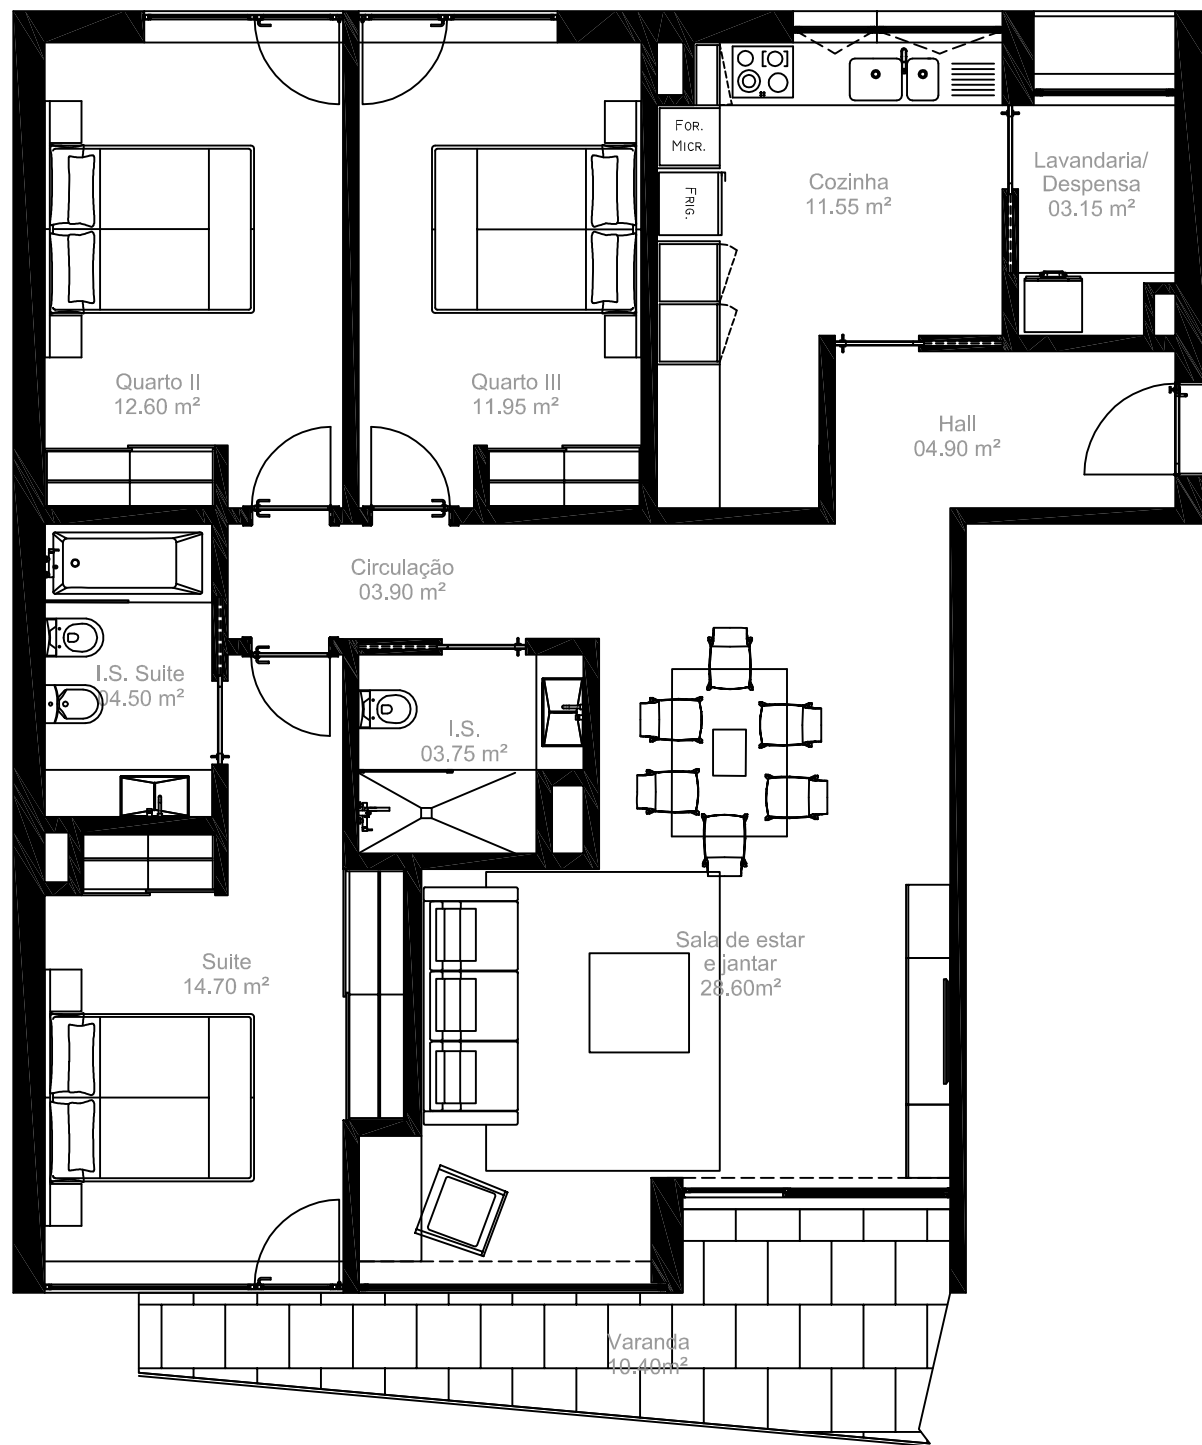 FOR.
MICR.
FRIG.
Cozinha
11.55 m²
Lavandaria/
Despensa
03.15 m²
Quarto II
12.60 m²
Quarto III
11.95 m²
Hall
04.90 m²
Circulação
03.90 m²
I.S. Suite
04.50 m²
I.S.
03.75 m²
Suite
14.70 m²
Sala de estar
e jantar
28.60m²
Varanda
10.40m²